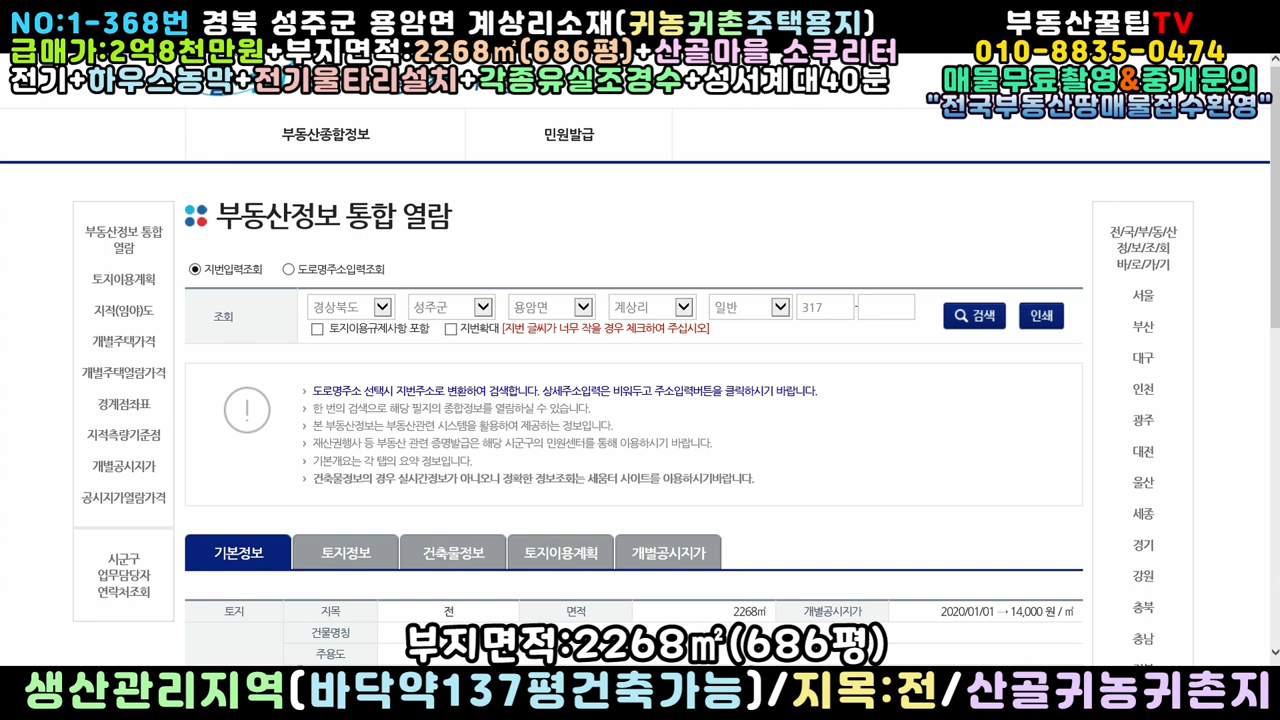 NO:1-368번 경북 성주군 용암면 계상리소재(귀농귀촌주택용지)
급매가:2억8천만원+부지면적:2268㎡(686평)+산골마을 소쿠리터
전기+하우스동막+전기울타리설치+각종유실조경수+성서계대40분
부동산꿀팁TV
010-8835-0474
매물무료촬영&중개문의
"전국부동산땅매물접수환영"
부동산종합정보 민원발급
부동산정보 통합 열람
지번입력조회 도로명주소입력조회
조회 경상북도 성주군 용암면 계상리 일반 317 - 검색 인쇄
토지이용규제사항 포함 지번확대 [지번 글씨가 너무 작을 경우 체크하여 주십시오]
› 도로명주소 선택시 지번주소로 변환하여 검색합니다. 상세주소입력은 비워두고 주소입력버튼을 클릭하시기 바랍니다.
› 한 번의 검색으로 해당 필지의 종합정보를 열람하실 수 있습니다.
› 본 부동산정보는 부동산관련 시스템을 활용하여 제공하는 정보입니다.
› 재산권행사 등 부동산 관련 증명발급은 해당 시군구의 민원센터를 통해 이용하시기 바랍니다.
› 기본개요는 각 탭의 요약 정보입니다.
› 건축물정보의 경우 실시간정보가 아니오니 정확한 정보조회는 세움터 사이트를 이용하시기바랍니다.
기본정보 토지정보 건축물정보 토지이용계획 개별공시지가
토지 지목 전 면적 2268㎡ 개별공시지가 2020/01/01 → 14,000 원 / ㎡
건물명칭
주용도
부동산정보 통합
열람
토지이용계획
지적(임야)도
개별주택가격
개별주택열람가격
경계점좌표
지적측량기준점
개별공시지가
공시지가열람가격
시군구
업무담당자
연락처조회
전/국/부/동/산
정/보/조/회
바/로/가/기
서울
부산
대구
인천
광주
대전
울산
세종
경기
강원
충북
충남
부지면적:2268㎡(686평)
생산관리지역(바닥약137평건축가능)/지목:전/산골귀농귀촌지